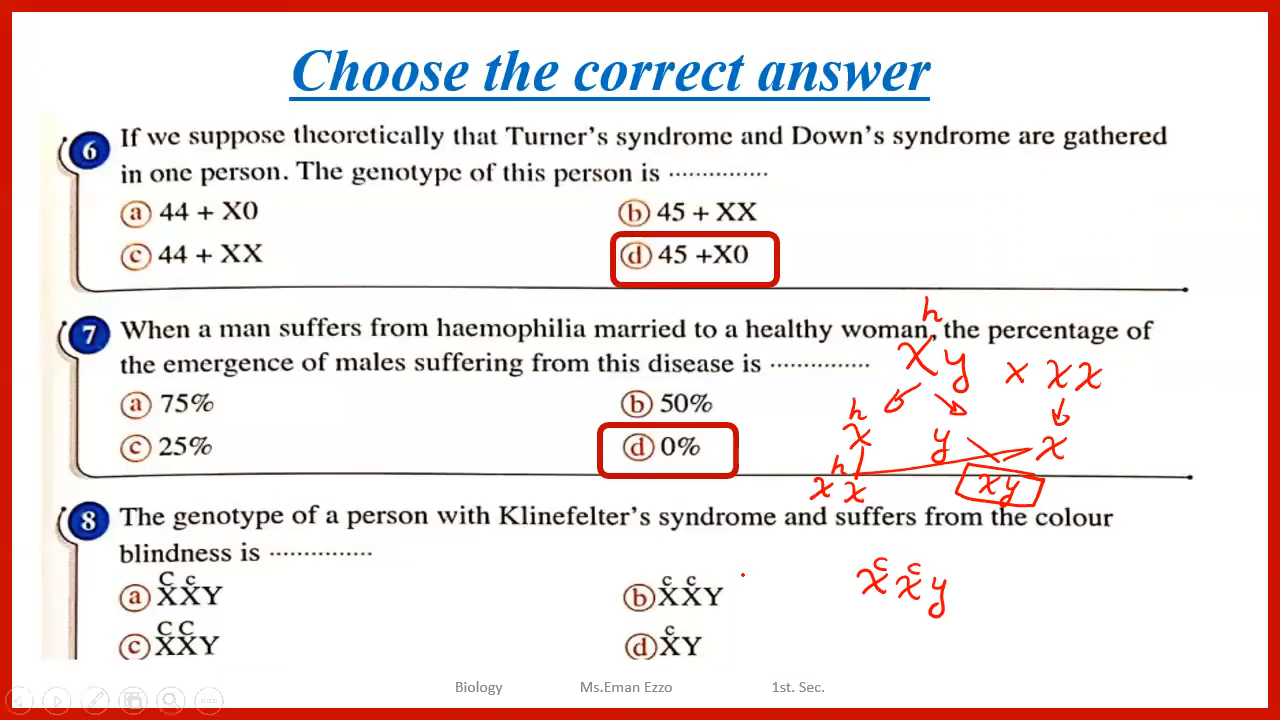 Choose the correct answer
6 If we suppose theoretically that Turner's syndrome and Down's syndrome are gathered
in one person. The genotype of this person is ...............
a 44 + X0
b 45 + XX
c 44 + XX
d 45 +X0
7 When a man suffers from haemophilia married to a healthy woman, the percentage of
the emergence of males suffering from this disease is ...............
a 75%
b 50%
c 25%
d 0%
h
X y × X X
h
X y X
h
X X
x y
8 The genotype of a person with Klinefelter's syndrome and suffers from the colour
blindness is ...............
C c
a XXY
c c
b XXY
C C
c XXY
c
d XY
c c
X X y
Biology Ms.Eman Ezzo 1st. Sec.